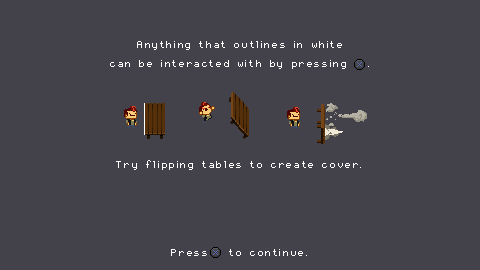 Anything that outlines in white
can be interacted with by pressing ⊗.
Try flipping tables to create cover.
Press ⊗ to continue.